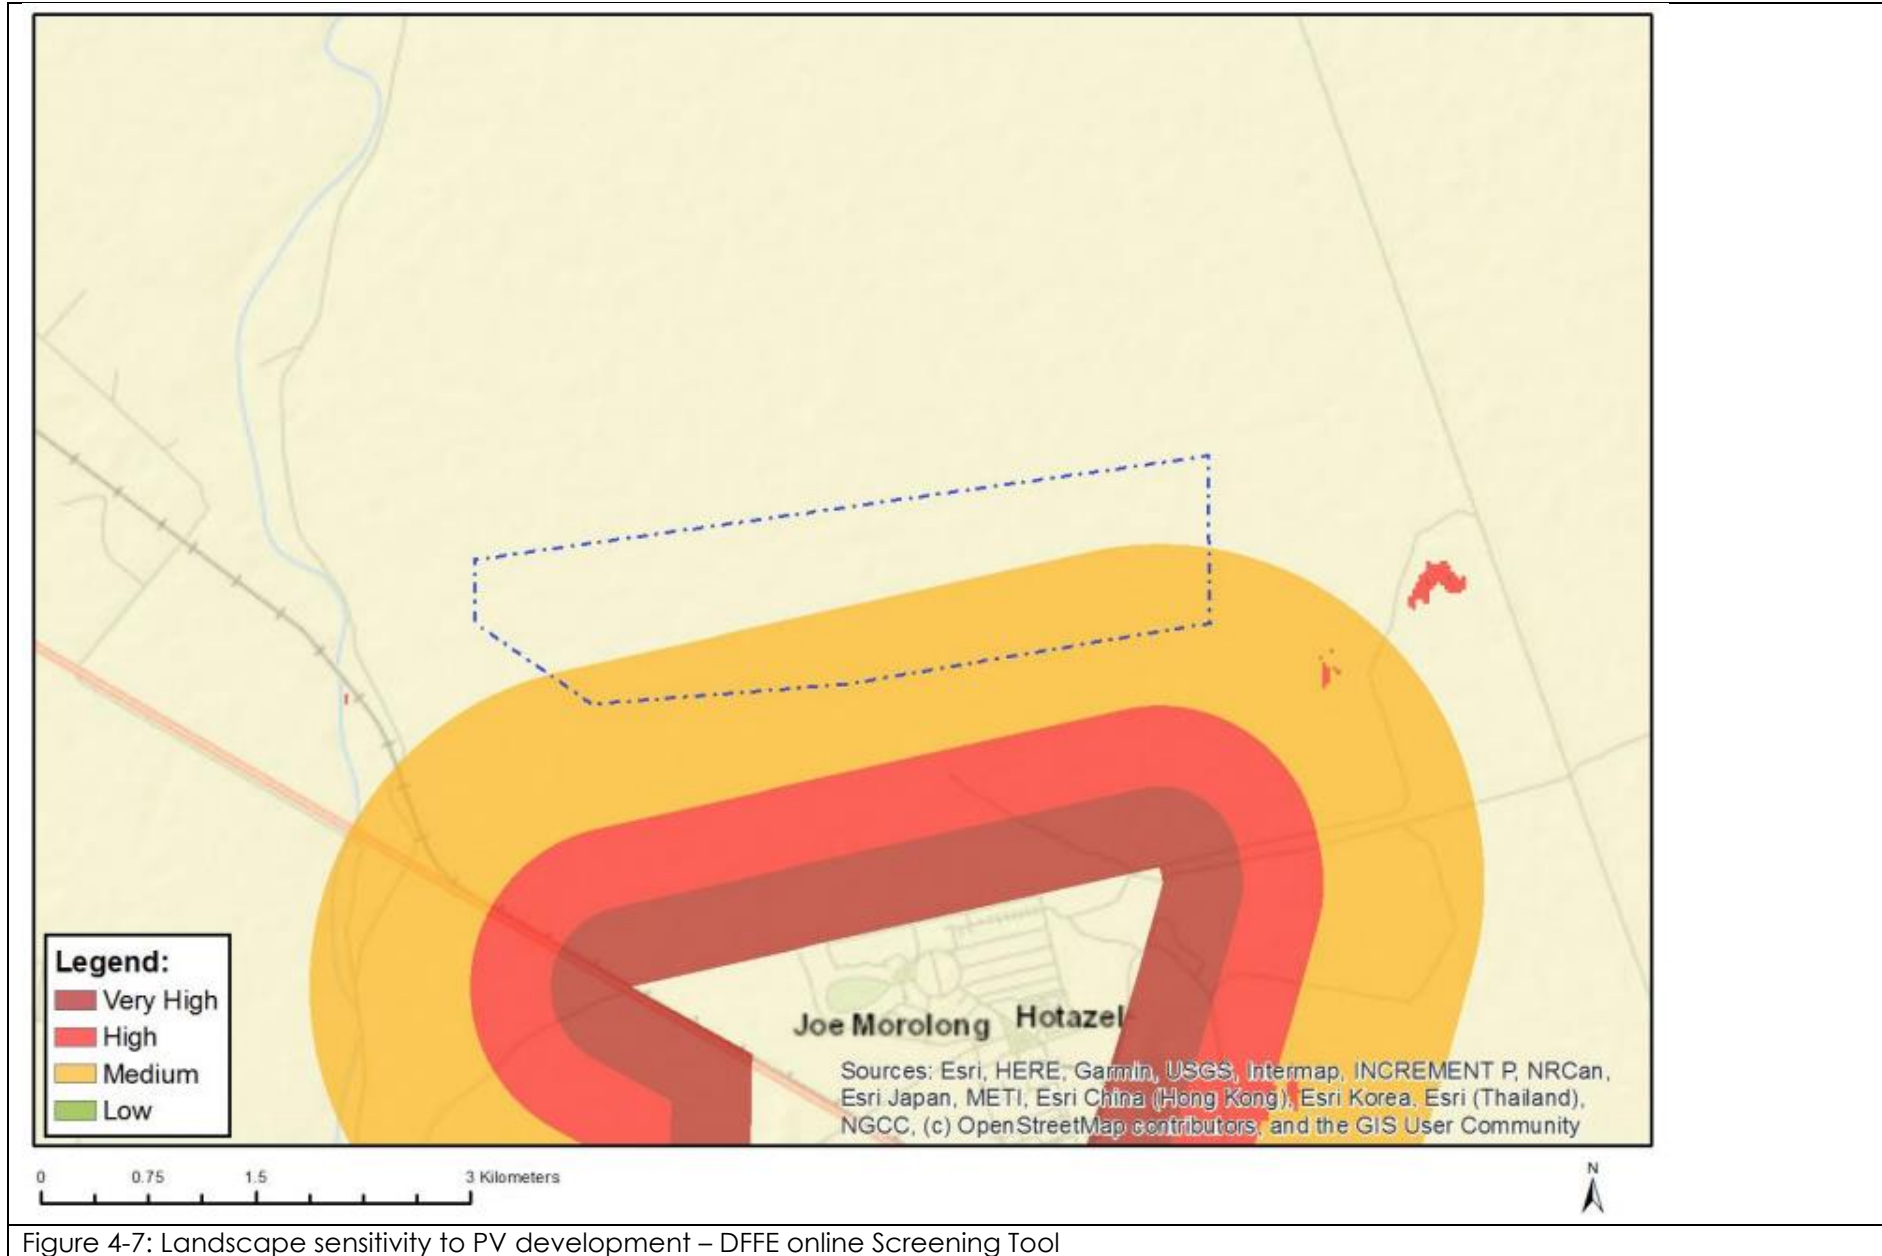 Joe Morolong
Hotazel
Legend:
Very High
High
Medium
Low
Sources: Esri, HERE, Garmin, USGS, Intermap, INCREMENT P, NRCan,
Esri Japan, METI, Esri China (Hong Kong), Esri Korea, Esri (Thailand),
NGCC, (c) OpenStreetMap contributors, and the GIS User Community
0 0.75 1.5 3 Kilometers
N
Figure 4-7: Landscape sensitivity to PV development – DFFE online Screening Tool